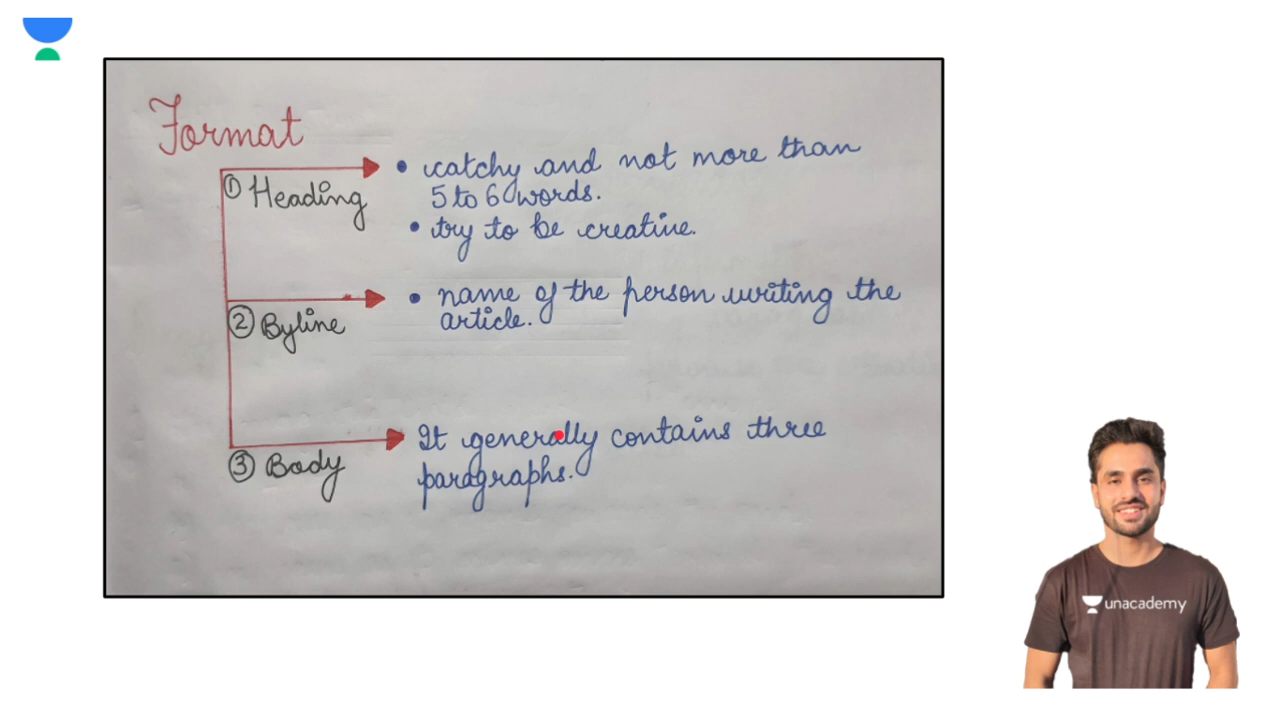 Format
① Heading
• catchy and not more than
5 to 6 words.
• try to be creative.
② Byline
• name of the person writing the
article.
③ Body
It generally contains three
paragraphs.
unacademy